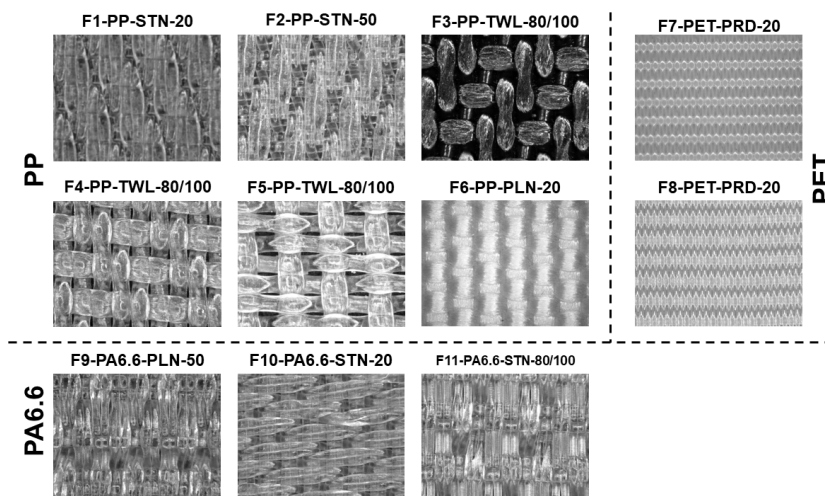 F1-PP-STN-20
F2-PP-STN-50
F3-PP-TWL-80/100
F7-PET-PRD-20
PP
PET
F4-PP-TWL-80/100
F5-PP-TWL-80/100
F6-PP-PLN-20
F8-PET-PRD-20
F9-PA6.6-PLN-50
F10-PA6.6-STN-20
F11-PA6.6-STN-80/100
PA6.6